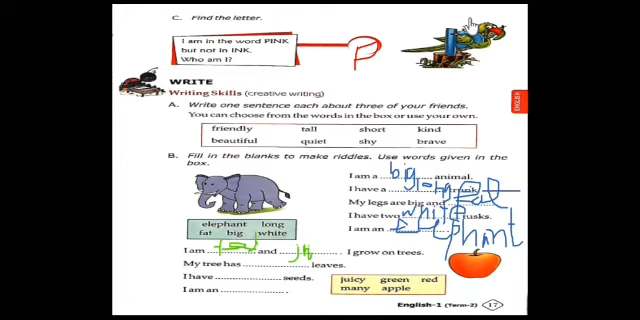 C. Find the letter.
I am in the word PINK
but not in INK.
Who am I?
P
WRITE
Writing Skills (creative writing)
A. Write one sentence each about three of your friends.
You can choose from the words in the box or use your own.
friendly tall short kind
beautiful quiet shy brave
B. Fill in the blanks to make riddles. Use words given in the
box.
I am a big animal.
I have a long trunk.
My legs are big and fat
I have two white tusks.
I am an elephant
elephant long
fat big white
I am red and I grow on trees.
My tree has leaves.
I have seeds.
I am an
juicy green red
many apple
English-1 (Term-2) 17
ENGLISH